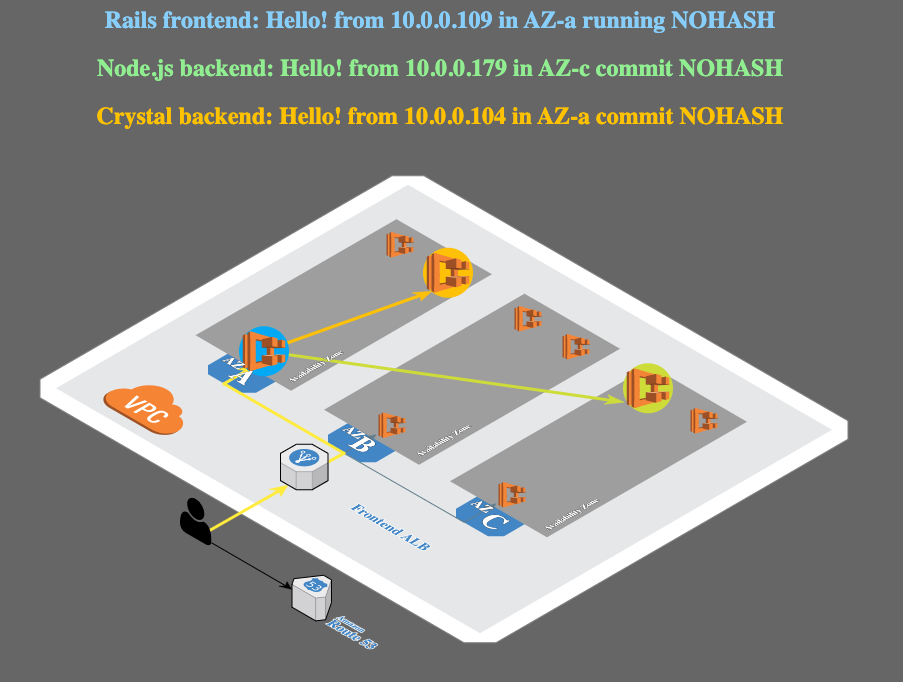 Rails frontend: Hello! from 10.0.0.109 in AZ-a running NOHASH
Node.js backend: Hello! from 10.0.0.179 in AZ-c commit NOHASH
Crystal backend: Hello! from 10.0.0.104 in AZ-a commit NOHASH
AZ
A
Availability Zone
VPC
AZ
B
Availability Zone
AZ
C
Availability Zone
Frontend ALB
53
Amazon
Route 53